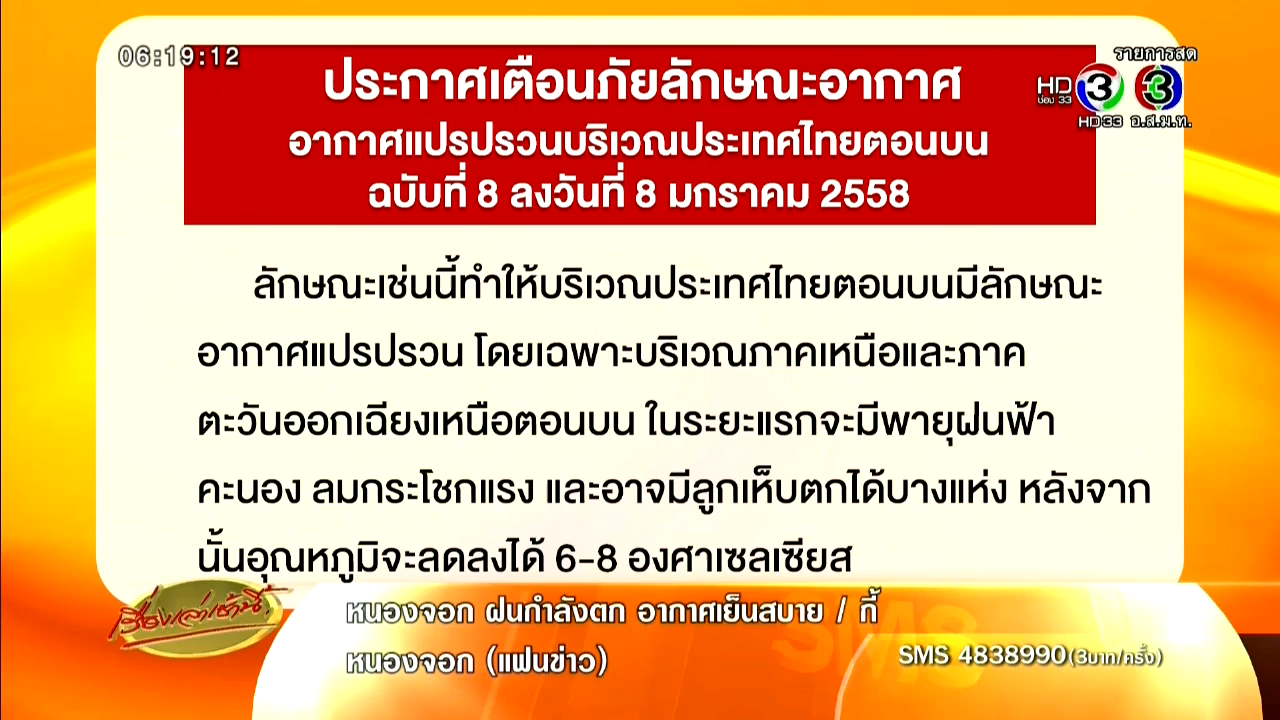 06:19:12
รายการสด
HD 3 3
ช่อง 33
HD33 อ.ส.ม.ท.
ประกาศเตือนภัยลักษณะอากาศ
อากาศแปรปรวนบริเวณประเทศไทยตอนบน
ฉบับที่ 8 ลงวันที่ 8 มกราคม 2558
ลักษณะเช่นนี้ทำให้บริเวณประเทศไทยตอนบนมีลักษณะ
อากาศแปรปรวน โดยเฉพาะบริเวณภาคเหนือและภาค
ตะวันออกเฉียงเหนือตอนบน ในระยะแรกจะมีพายุฝนฟ้า
คะนอง ลมกระโชกแรง และอาจมีลูกเห็บตกได้บางแห่ง หลังจาก
นั้นอุณหภูมิจะลดลงได้ 6-8 องศาเซลเซียส
เรื่องเล่าเช้านี้
หนองจอก ฝนกำลังตก อากาศเย็นสบาย / กี้
หนองจอก (แฟนข่าว)
SMS 4838990(3บาท/ครั้ง)
SMS